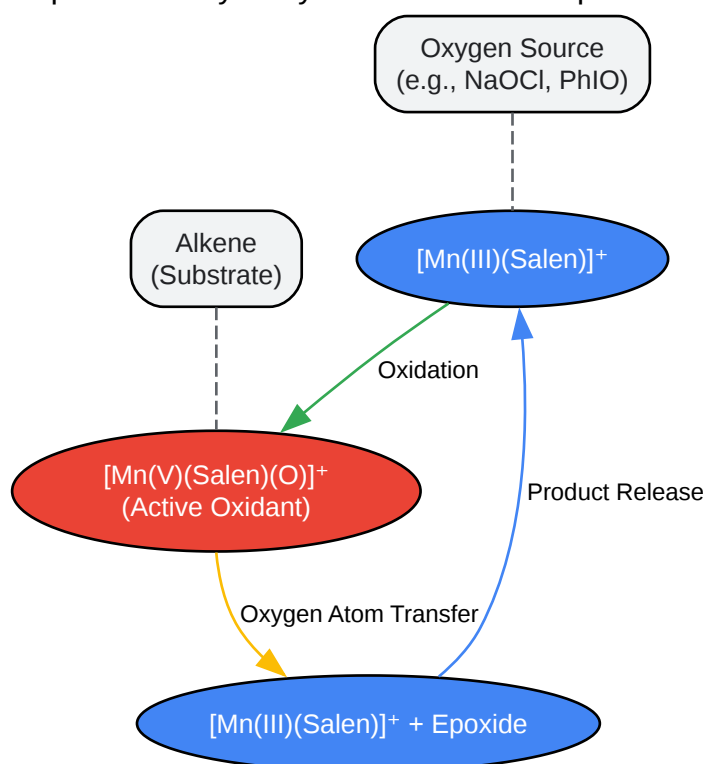 Oxygen Source
(e.g., NaOCl, PhIO)
Alkene
(Substrate)
[Mn(III)(Salen)]⁺
Oxidation
[Mn(V)(Salen)(O)]⁺
(Active Oxidant)
Product Release
Oxygen Atom Transfer
[Mn(III)(Salen)]⁺ + Epoxide